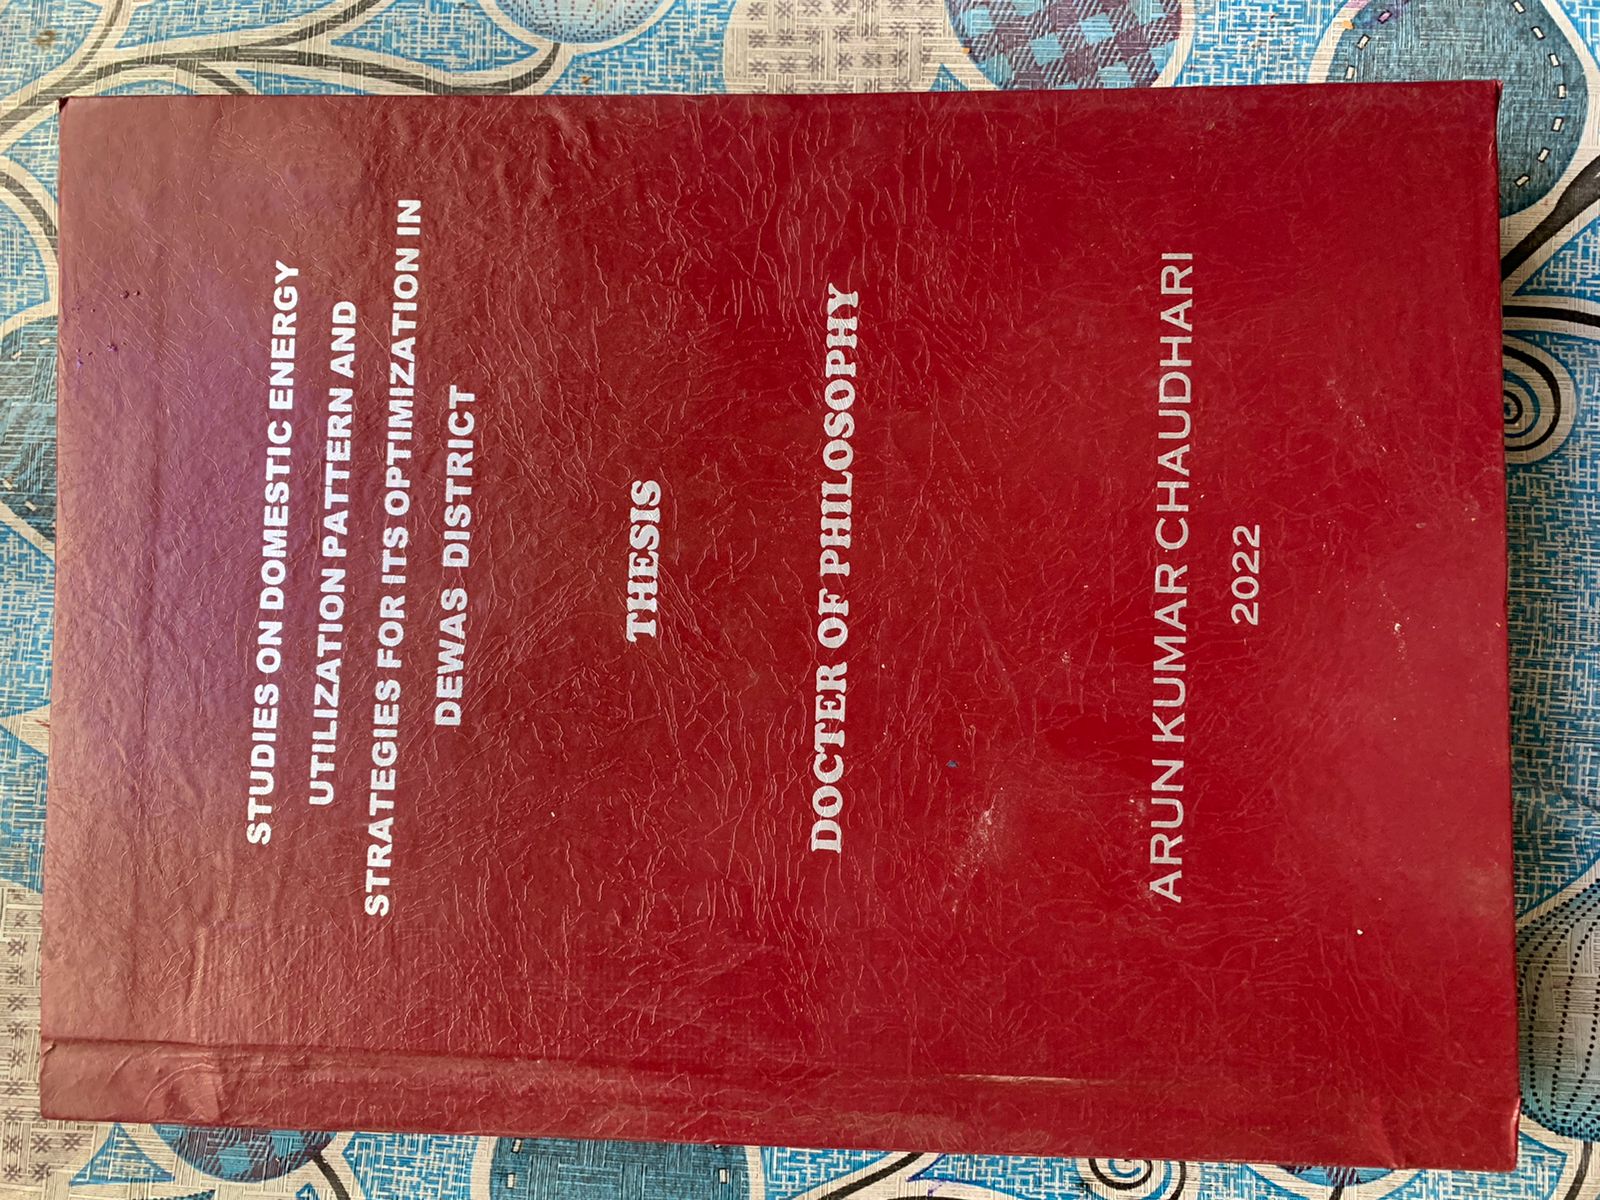 STUDIES ON DOMESTIC ENERGY
UTILIZATION PATTERN AND
STRATEGIES FOR ITS OPTIMIZATION IN
DEWAS DISTRICT
THESIS
DOCTER OF PHILOSOPHY
ARUN KUMAR CHAUDHARI
2022